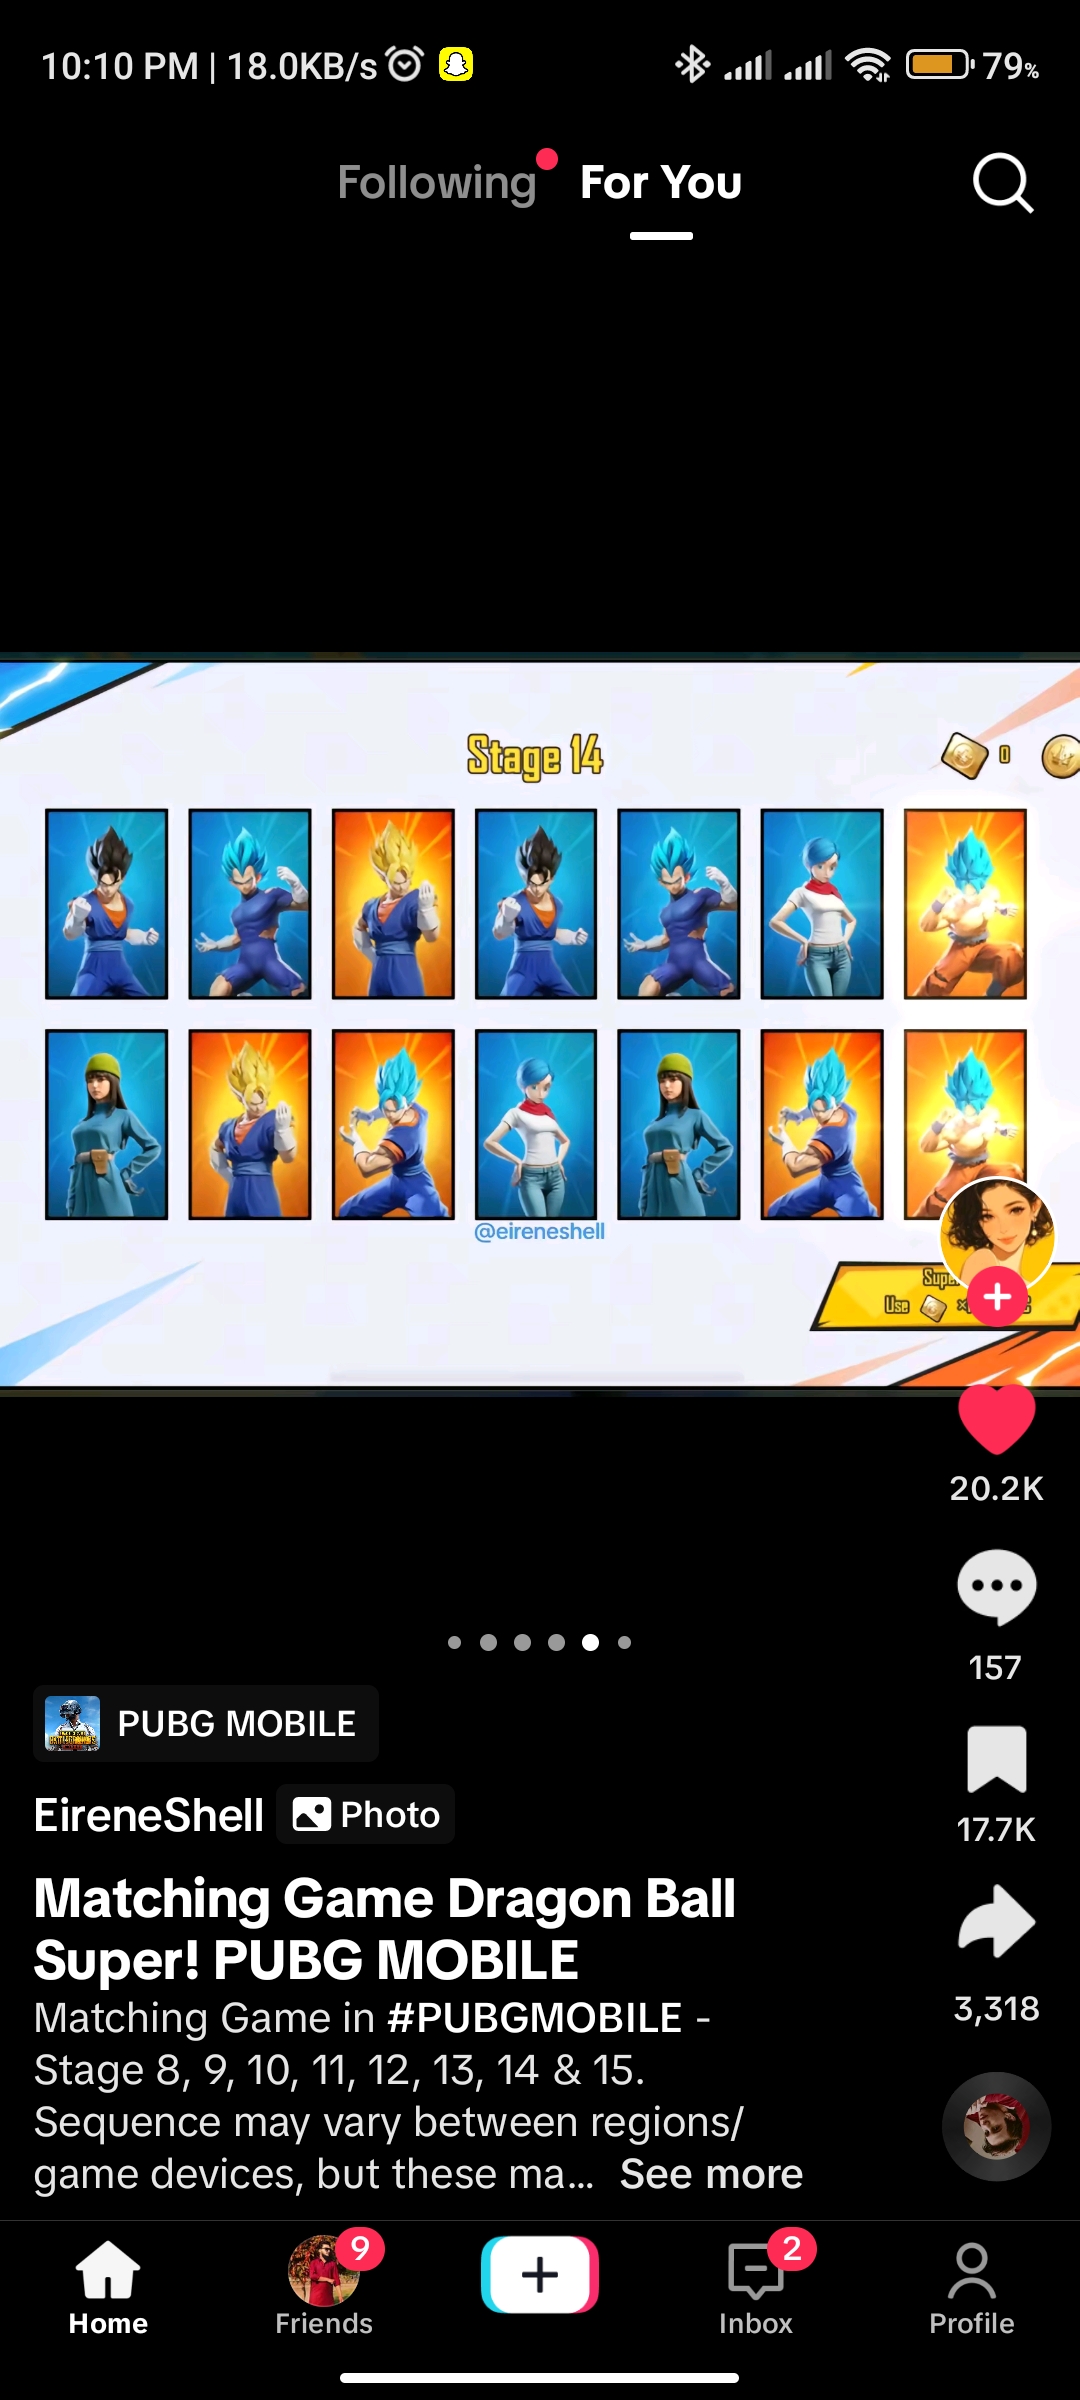 10:10 PM | 18.0KB/s
79%
Following
For You
Stage 14
0
@eireneshell
Use
20.2K
157
PUBG MOBILE
EireneShell
Photo
17.7K
Matching Game Dragon Ball
Super! PUBG MOBILE
Matching Game in #PUBGMOBILE -
Stage 8, 9, 10, 11, 12, 13, 14 & 15.
Sequence may vary between regions/
game devices, but these ma... See more
3,318
9
2
Home
Friends
Inbox
Profile